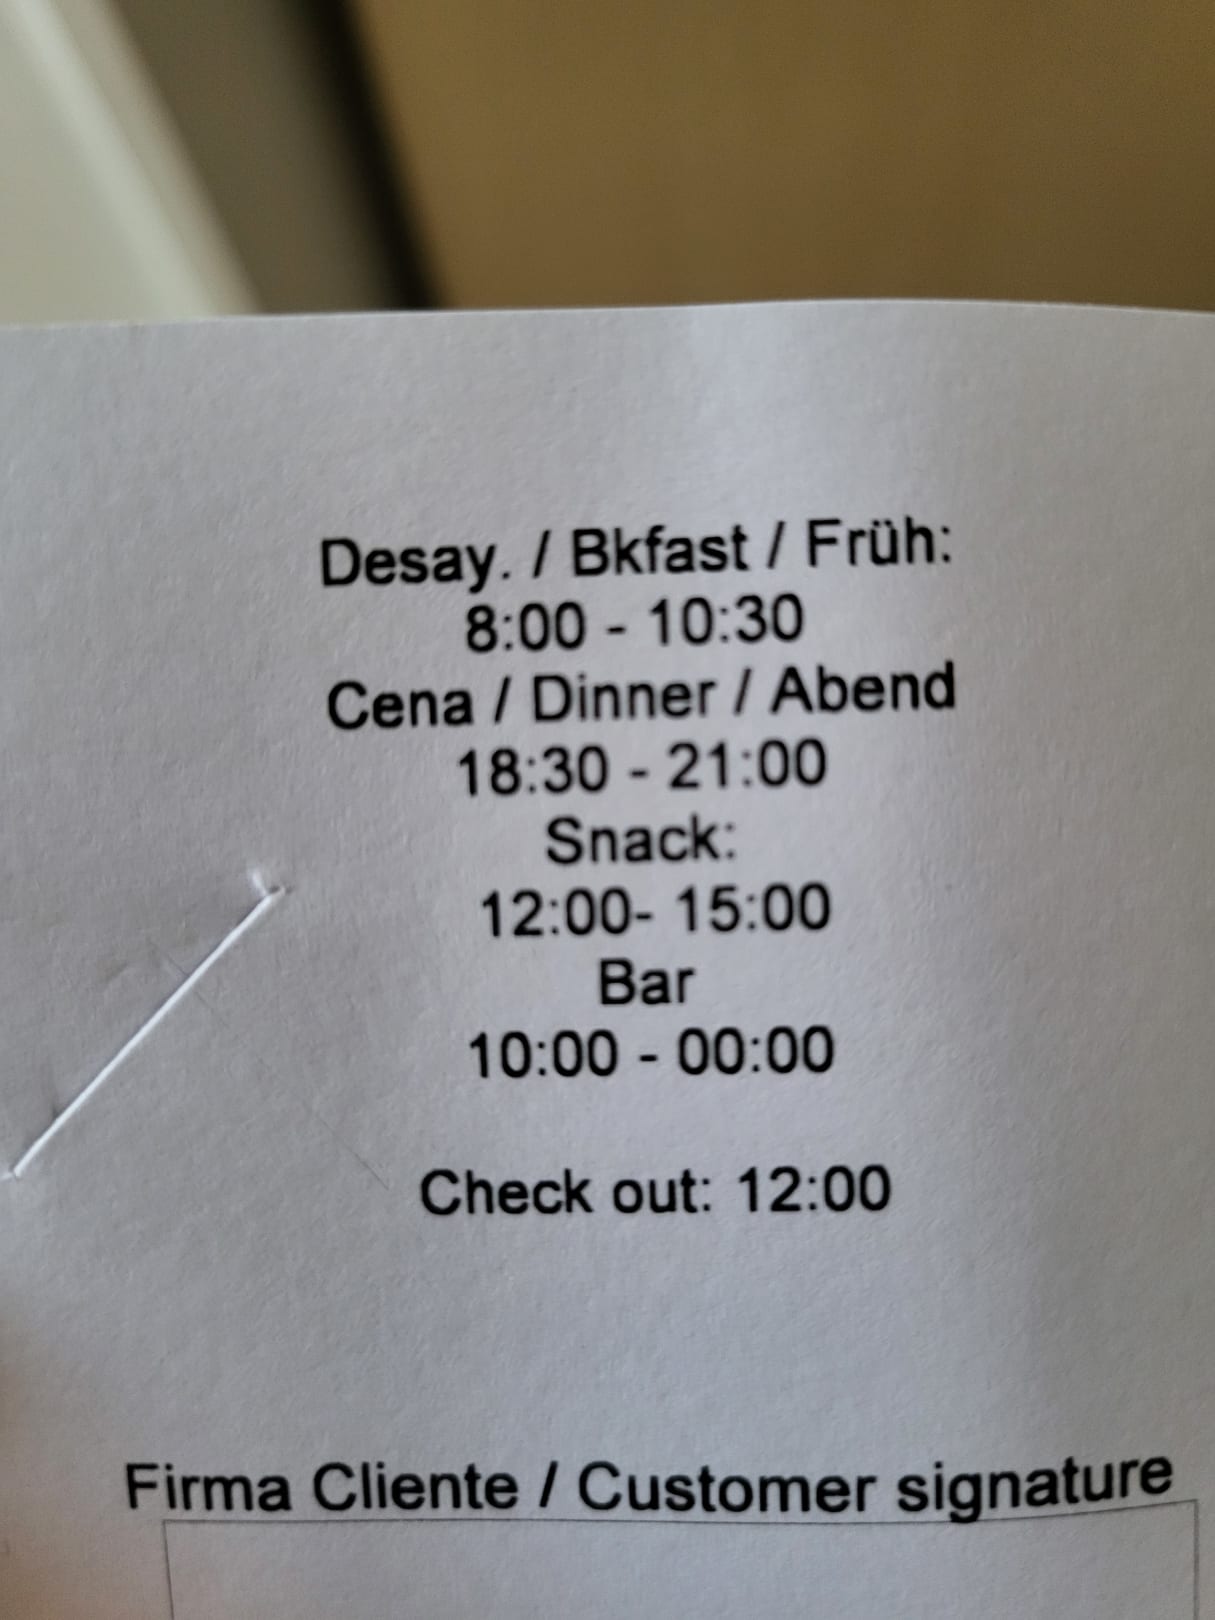 Desay. / Bkfast / Früh:
8:00 - 10:30
Cena / Dinner / Abend
18:30 - 21:00
Snack:
12:00- 15:00
Bar
10:00 - 00:00
Check out: 12:00
Firma Cliente / Customer signature